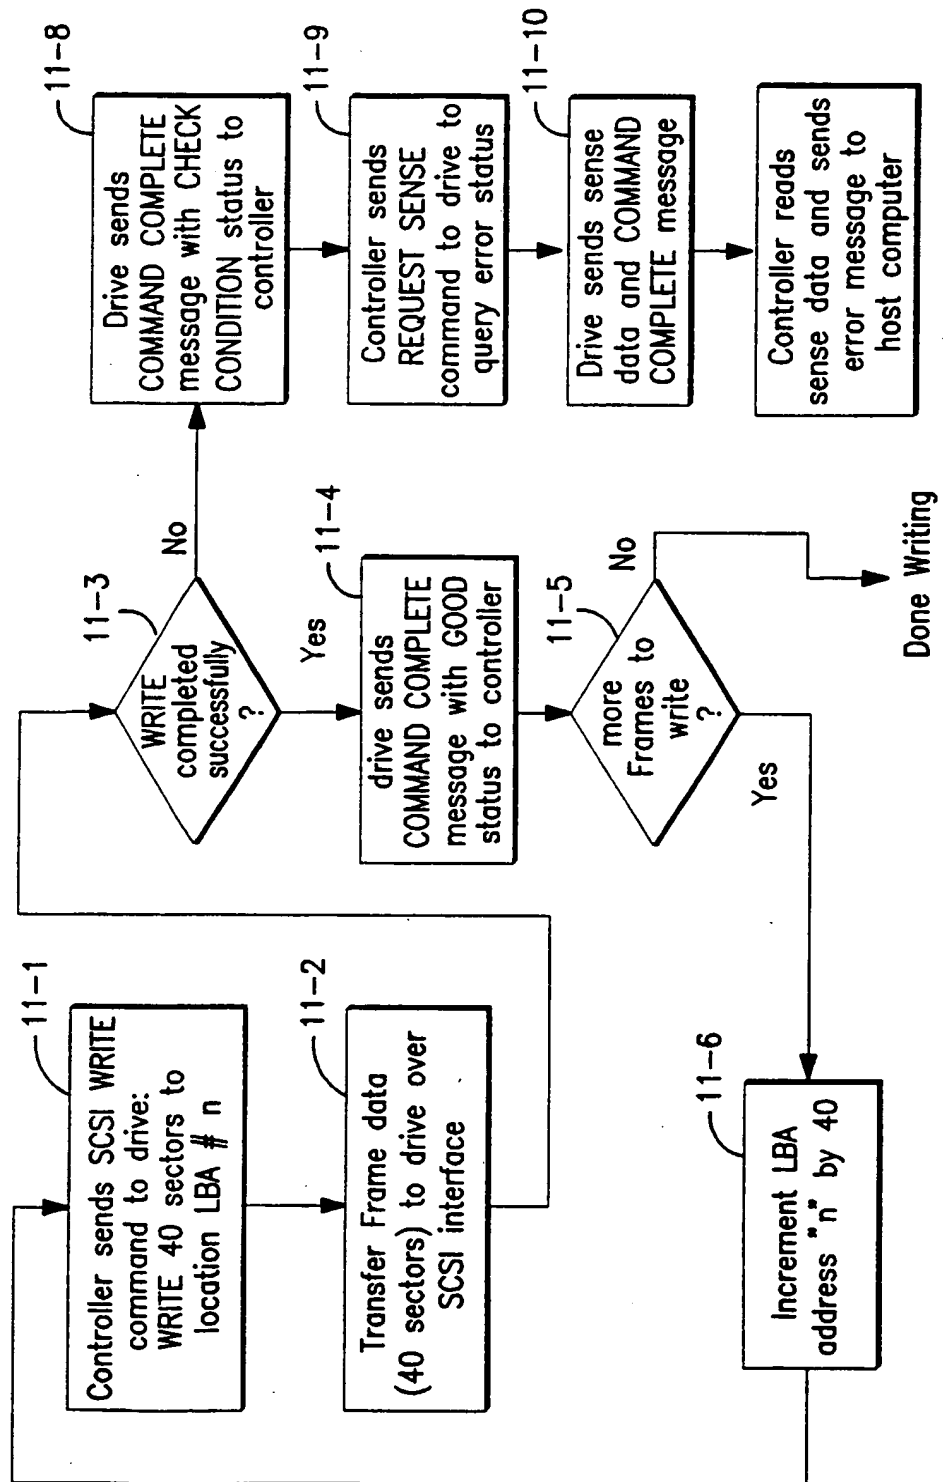 11-1
Controller sends SCSI WRITE
command to drive:
WRITE 40 sectors to
location LBA # n
11-2
Transfer Frame data
(40 sectors) to drive over
SCSI interface
11-3
WRITE
completed
successfully
?
No
Yes
11-4
drive sends
COMMAND COMPLETE
message with GOOD
status to controller
11-5
more
Frames to
write
?
No
Done Writing
Yes
11-6
Increment LBA
address "n" by 40
11-8
Drive sends
COMMAND COMPLETE
message with CHECK
CONDITION status to
controller
11-9
Controller sends
REQUEST SENSE
command to drive to
query error status
11-10
Drive sends sense
data and COMMAND
COMPLETE message
Controller reads
sense data and sends
error message to
host computer